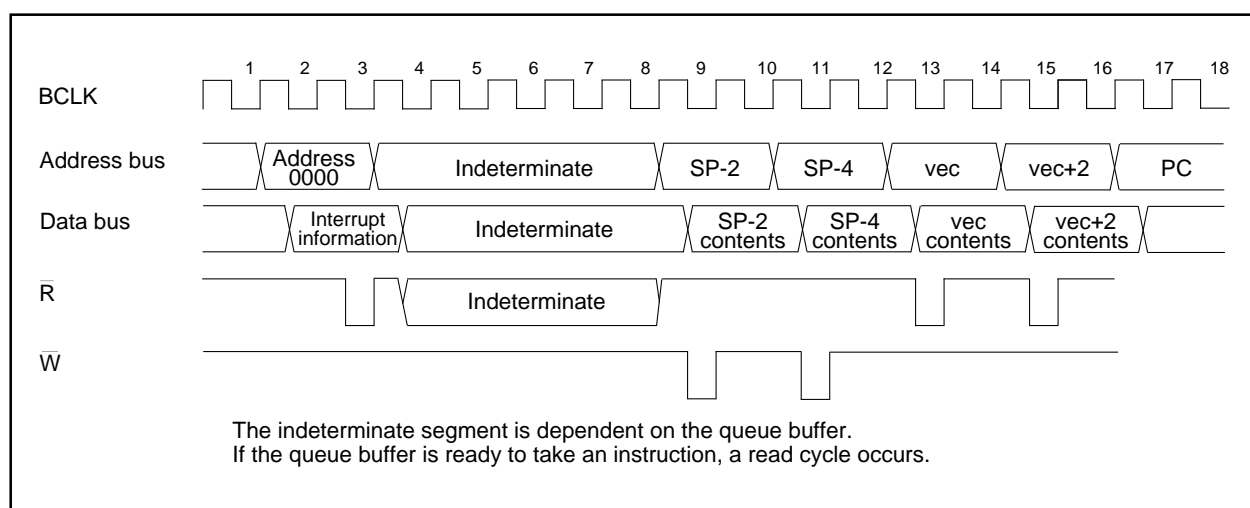 1 2 3 4 5 6 7 8 9 10 11 12 13 14 15 16 17 18
BCLK
Address bus
Address
0000
Indeterminate
SP-2
SP-4
vec
vec+2
PC
Data bus
Interrupt
information
Indeterminate
SP-2
contents
SP-4
contents
vec
contents
vec+2
contents
R̅
Indeterminate
W̅
The indeterminate segment is dependent on the queue buffer.
If the queue buffer is ready to take an instruction, a read cycle occurs.